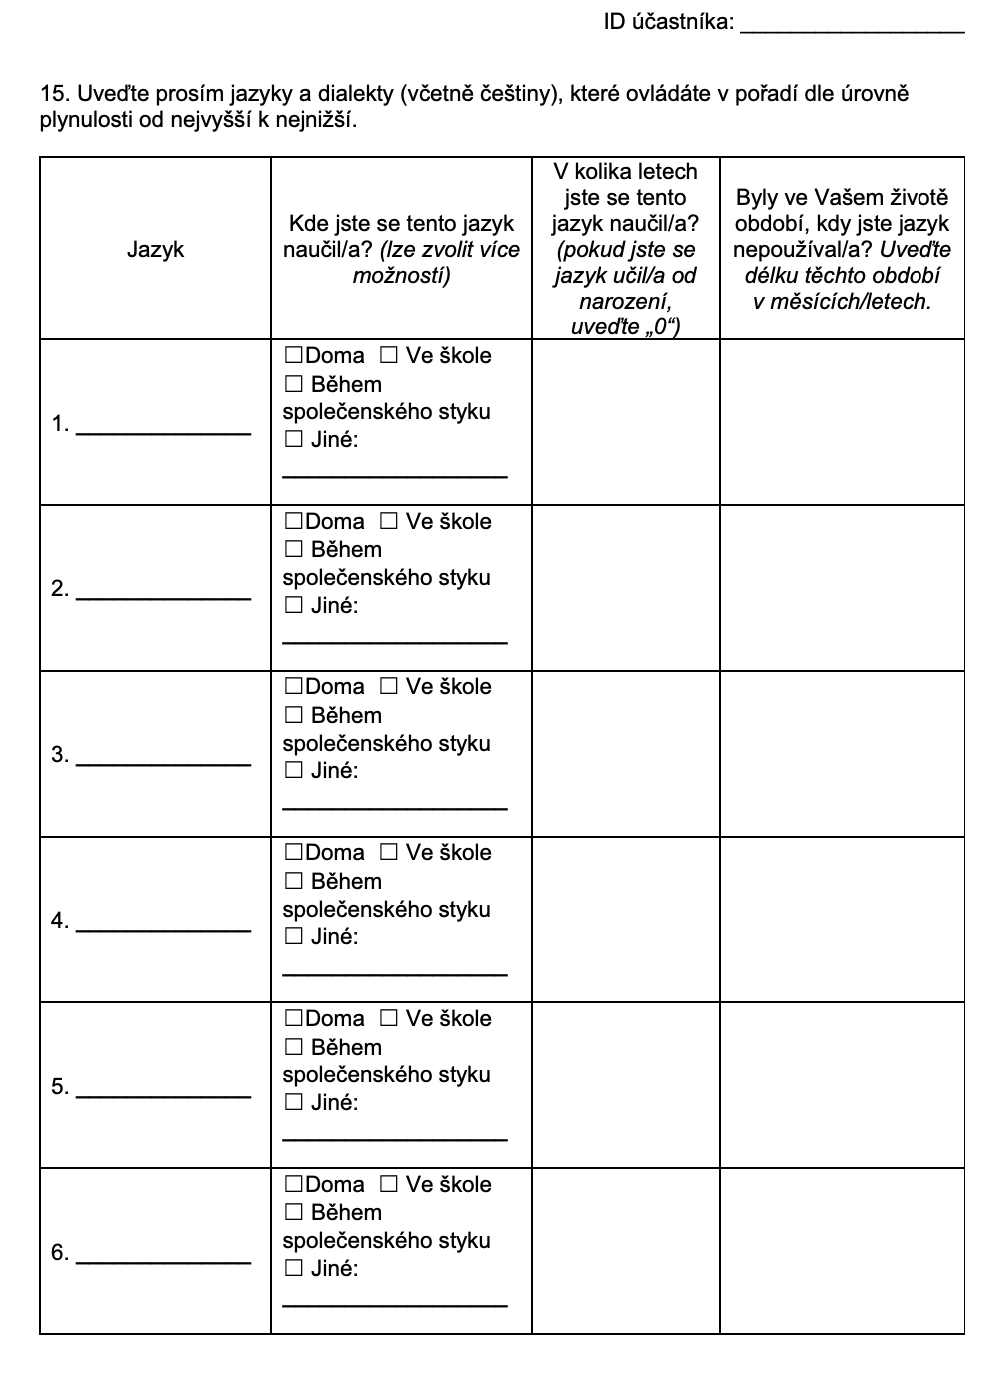 ID účastníka: __________________
15. Uveďte prosím jazyky a dialekty (včetně češtiny), které ovládáte v pořadí dle úrovně
plynulosti od nejvyšší k nejnižší.
Jazyk
Kde jste se tento jazyk
naučil/a? (lze zvolit více
možností)
V kolika letech
jste se tento
jazyk naučil/a?
(pokud jste se
jazyk učil/a od
narození,
uveďte „0“)
Byly ve Vašem životě
období, kdy jste jazyk
nepoužíval/a? Uveďte
délku těchto období
v měsících/letech.
1. ______________
☐Doma ☐ Ve škole
☐ Během
společenského styku
☐ Jiné:
__________________
2. ______________
☐Doma ☐ Ve škole
☐ Během
společenského styku
☐ Jiné:
__________________
3. ______________
☐Doma ☐ Ve škole
☐ Během
společenského styku
☐ Jiné:
__________________
4. ______________
☐Doma ☐ Ve škole
☐ Během
společenského styku
☐ Jiné:
__________________
5. ______________
☐Doma ☐ Ve škole
☐ Během
společenského styku
☐ Jiné:
__________________
6. ______________
☐Doma ☐ Ve škole
☐ Během
společenského styku
☐ Jiné:
__________________